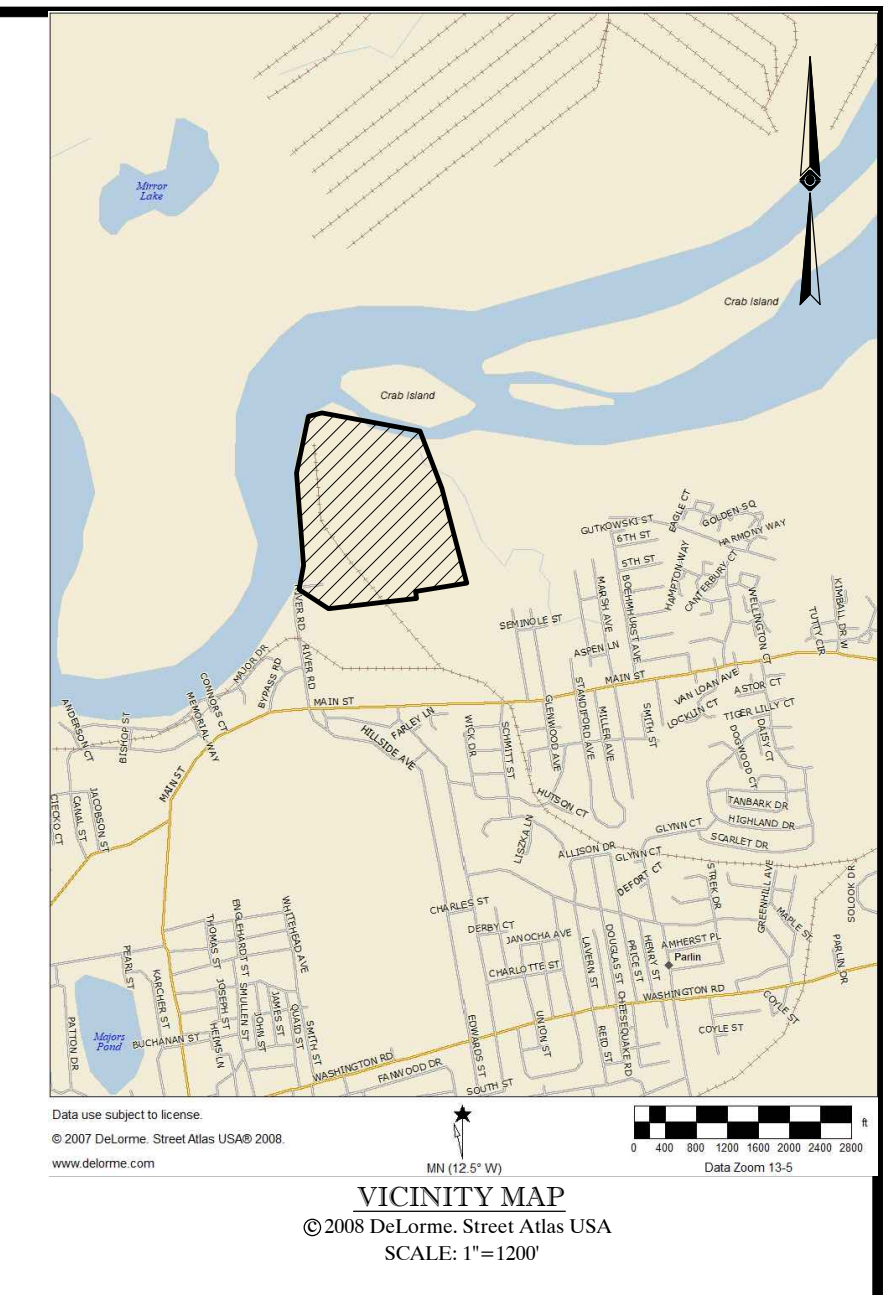 Mirror
Lake
Crab Island
Crab Island
EAGLE CT
GOLDEN SQ
GUTKOWSKI ST
HARMONY WAY
6TH ST
5TH ST
HAMPTON WAY
CANTERBURY CT
MARSH AVE
BOEHMHURST AVE
WELLINGTON CT
KIMBALL DR W
TUTTY CIR
RIVER RD
SEMINOLE ST
ASPEN LN
RIVER RD
MAJOR DR
BYPASS RD
CONNORS CT
MEMORIAL WAY
MAIN ST
MAIN ST
VAN LOAN AVE
ASTOR CT
LOCKLIN CT
TIGER LILLY CT
ANDERSON CT
BISHOP ST
FARLEY LN
HILLSIDE AVE
WICK DR
SCHMITT ST
GLENWOOD AVE
STANDIFORD AVE
MILLER AVE
SMITH ST
DOGWOOD CT
DAISY CT
MAIN ST
CIECKO CT
CANAL ST
JACOBSON ST
HUTSON CT
TANBARK DR
HIGHLAND DR
SCARLET DR
GLYNN CT
LISZKA LN
ALLISON DR
GLYNN CT
DEFORT CT
STREK DR
GREENHILL AVE
MAPLE ST
SOLOOK DR
CHARLES ST
DERBY CT
JANOCHA AVE
CHARLOTTE ST
LAVERN ST
DOUGLAS ST
PRICE ST
HENRY ST
AMHERST PL
Parlin
PARLIN DR
WASHINGTON RD
COYLE ST
COYLE ST
PEARL ST
KARCHER ST
THOMAS ST
ENGLEHARDT ST
WHITEHEAD AVE
JOSEPH ST
SMULLEN ST
JAMES ST
JOHN ST
QUAID ST
SMITH ST
HEIMS LN
PATTON DR
Majors
Pond
BUCHANAN ST
WASHINGTON RD
FANWOOD DR
EDWARDS ST
SOUTH ST
UNION ST
REID ST
CHEESEQUAKE RD
Data use subject to license.
© 2007 DeLorme. Street Atlas USA® 2008.
www.delorme.com
MN (12.5° W)
ft
0 400 800 1200 1600 2000 2400 2800
Data Zoom 13-5
VICINITY MAP
© 2008 DeLorme. Street Atlas USA
SCALE: 1"=1200'